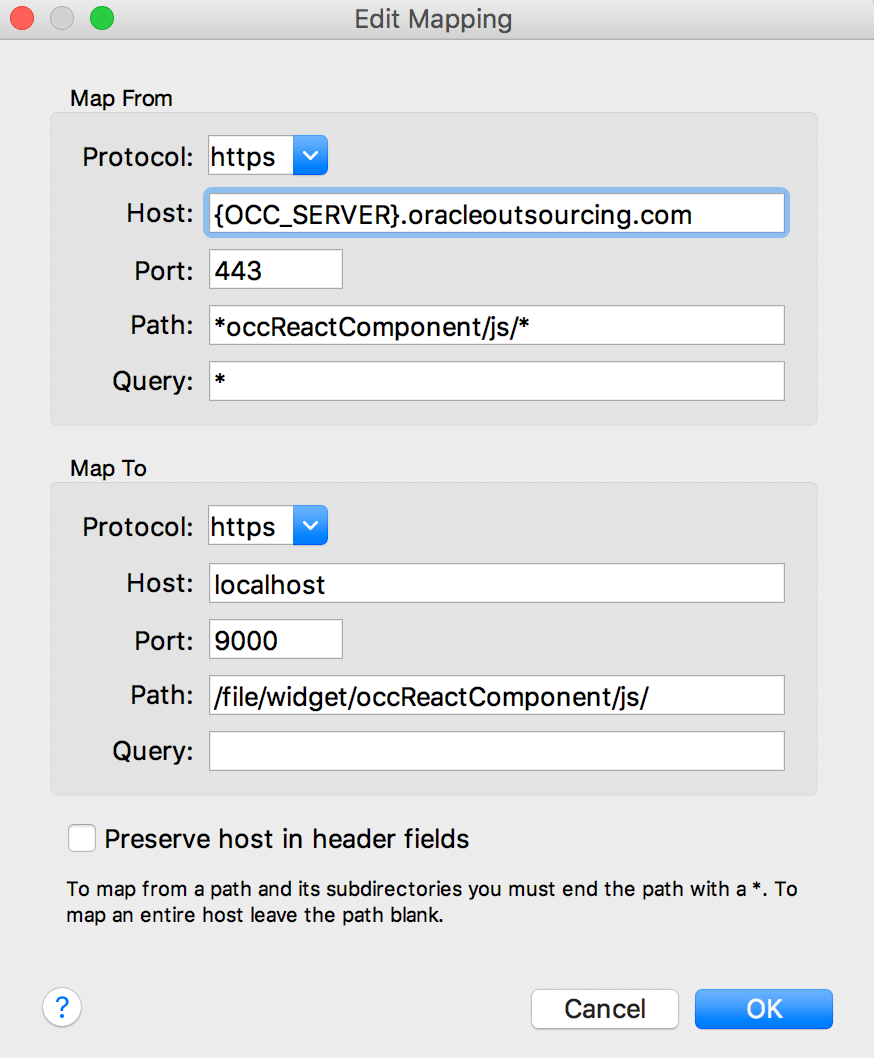 Edit Mapping
Map From
Protocol: https
Host: {OCC_SERVER}.oracleoutsourcing.com
Port: 443
Path: *occReactComponent/js/*
Query: *
Map To
Protocol: https
Host: localhost
Port: 9000
Path: /file/widget/occReactComponent/js/
Query:
Preserve host in header fields
To map from a path and its subdirectories you must end the path with a *. To
map an entire host leave the path blank.
? Cancel OK